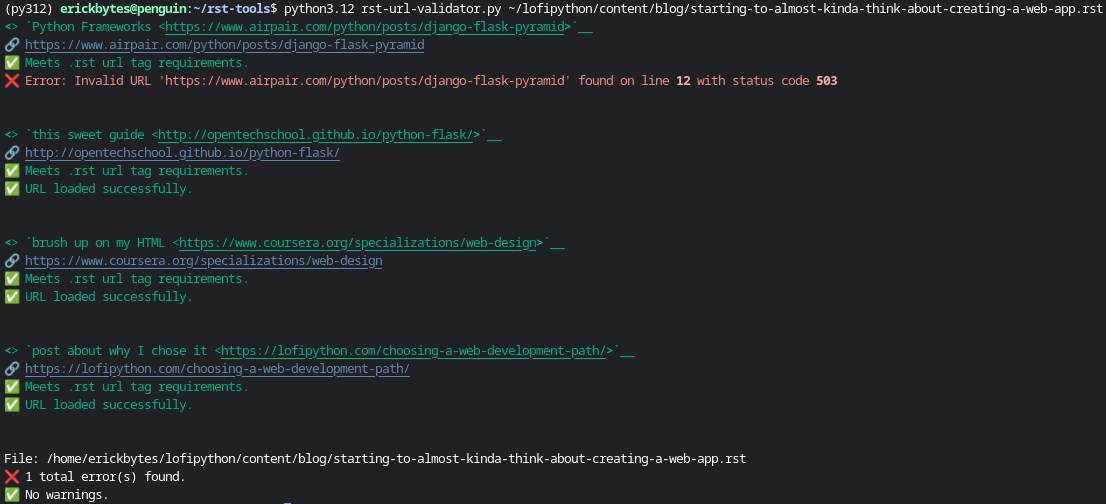 (py312) erickbytes@penguin:~/rst-tools$ python3.12 rst-url-validator.py ~/lofipython/content/blog/starting-to-almost-kinda-think-about-creating-a-web-app.rst
<> `Python Frameworks <https://www.airpair.com/python/posts/django-flask-pyramid>`__
🔗 https://www.airpair.com/python/posts/django-flask-pyramid
✅ Meets .rst url tag requirements.
❌ Error: Invalid URL 'https://www.airpair.com/python/posts/django-flask-pyramid' found on line 12 with status code 503
<> `this sweet guide <http://opentechschool.github.io/python-flask/>`__
🔗 http://opentechschool.github.io/python-flask/
✅ Meets .rst url tag requirements.
✅ URL loaded successfully.
<> `brush up on my HTML <https://www.coursera.org/specializations/web-design>`__
🔗 https://www.coursera.org/specializations/web-design
✅ Meets .rst url tag requirements.
✅ URL loaded successfully.
<> `post about why I chose it <https://lofipython.com/choosing-a-web-development-path/>`__
🔗 https://lofipython.com/choosing-a-web-development-path/
✅ Meets .rst url tag requirements.
✅ URL loaded successfully.
File: /home/erickbytes/lofipython/content/blog/starting-to-almost-kinda-think-about-creating-a-web-app.rst
❌ 1 total error(s) found.
✅ No warnings.